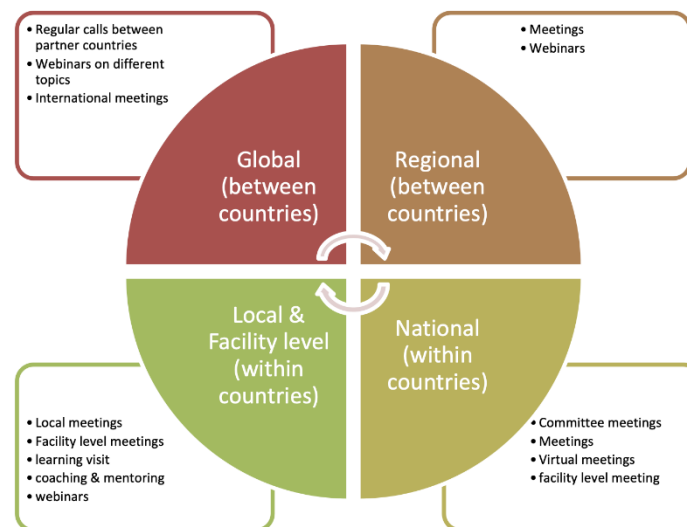 • Regular calls between
partner countries
• Webinars on different
topics
• International meetings
• Meetings
• Webinars
Global
(between
countries)
Regional
(between
countries)
Local &
Facility level
(within
countries)
National
(within
countries)
• Local meetings
• Facility level meetings
• learning visit
• coaching & mentoring
• webinars
• Committee meetings
• Meetings
• Virtual meetings
• facility level meeting